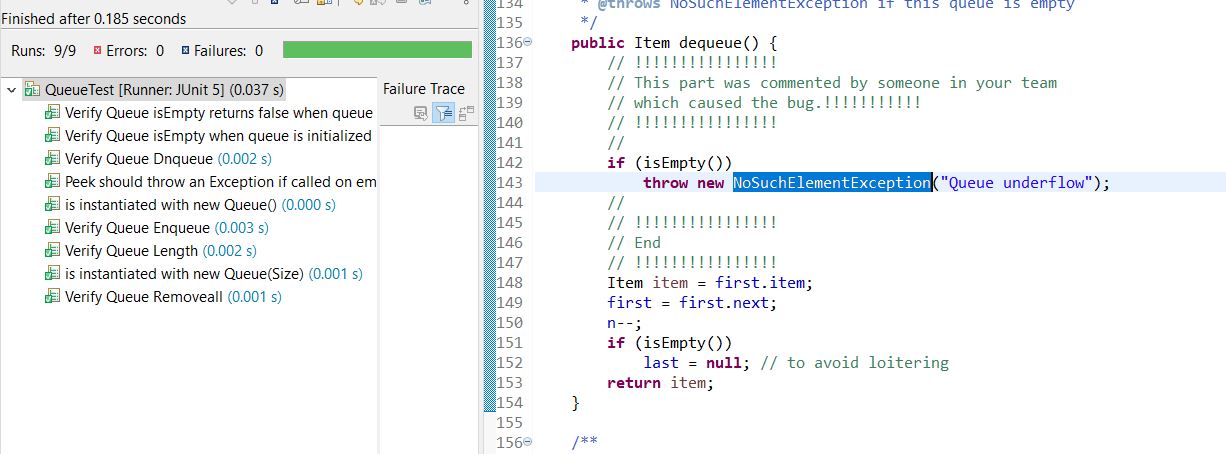 Finished after 0.185 seconds
Runs: 9/9 Errors: 0 Failures: 0
QueueTest [Runner: JUnit 5] (0.037 s)
Verify Queue isEmpty returns false when queue
Verify Queue isEmpty when queue is initialized
Verify Queue Dnqueue (0.002 s)
Peek should throw an Exception if called on em
is instantiated with new Queue() (0.000 s)
Verify Queue Enqueue (0.003 s)
Verify Queue Length (0.002 s)
is instantiated with new Queue(Size) (0.001 s)
Verify Queue Removeall (0.001 s)
Failure Trace
134 * @throws NoSuchElementException if this queue is empty
135 */
136 public Item dequeue() {
137 // !!!!!!!!!!!!!!!!
138 // This part was commented by someone in your team
139 // which caused the bug.!!!!!!!!!!!
140 // !!!!!!!!!!!!!!!!
141 //
142 if (isEmpty())
143 throw new NoSuchElementException("Queue underflow");
144 //
145 // !!!!!!!!!!!!!!!!
146 // End
147 // !!!!!!!!!!!!!!!!
148 Item item = first.item;
149 first = first.next;
150 n--;
151 if (isEmpty())
152 last = null; // to avoid loitering
153 return item;
154 }
155
156 /**